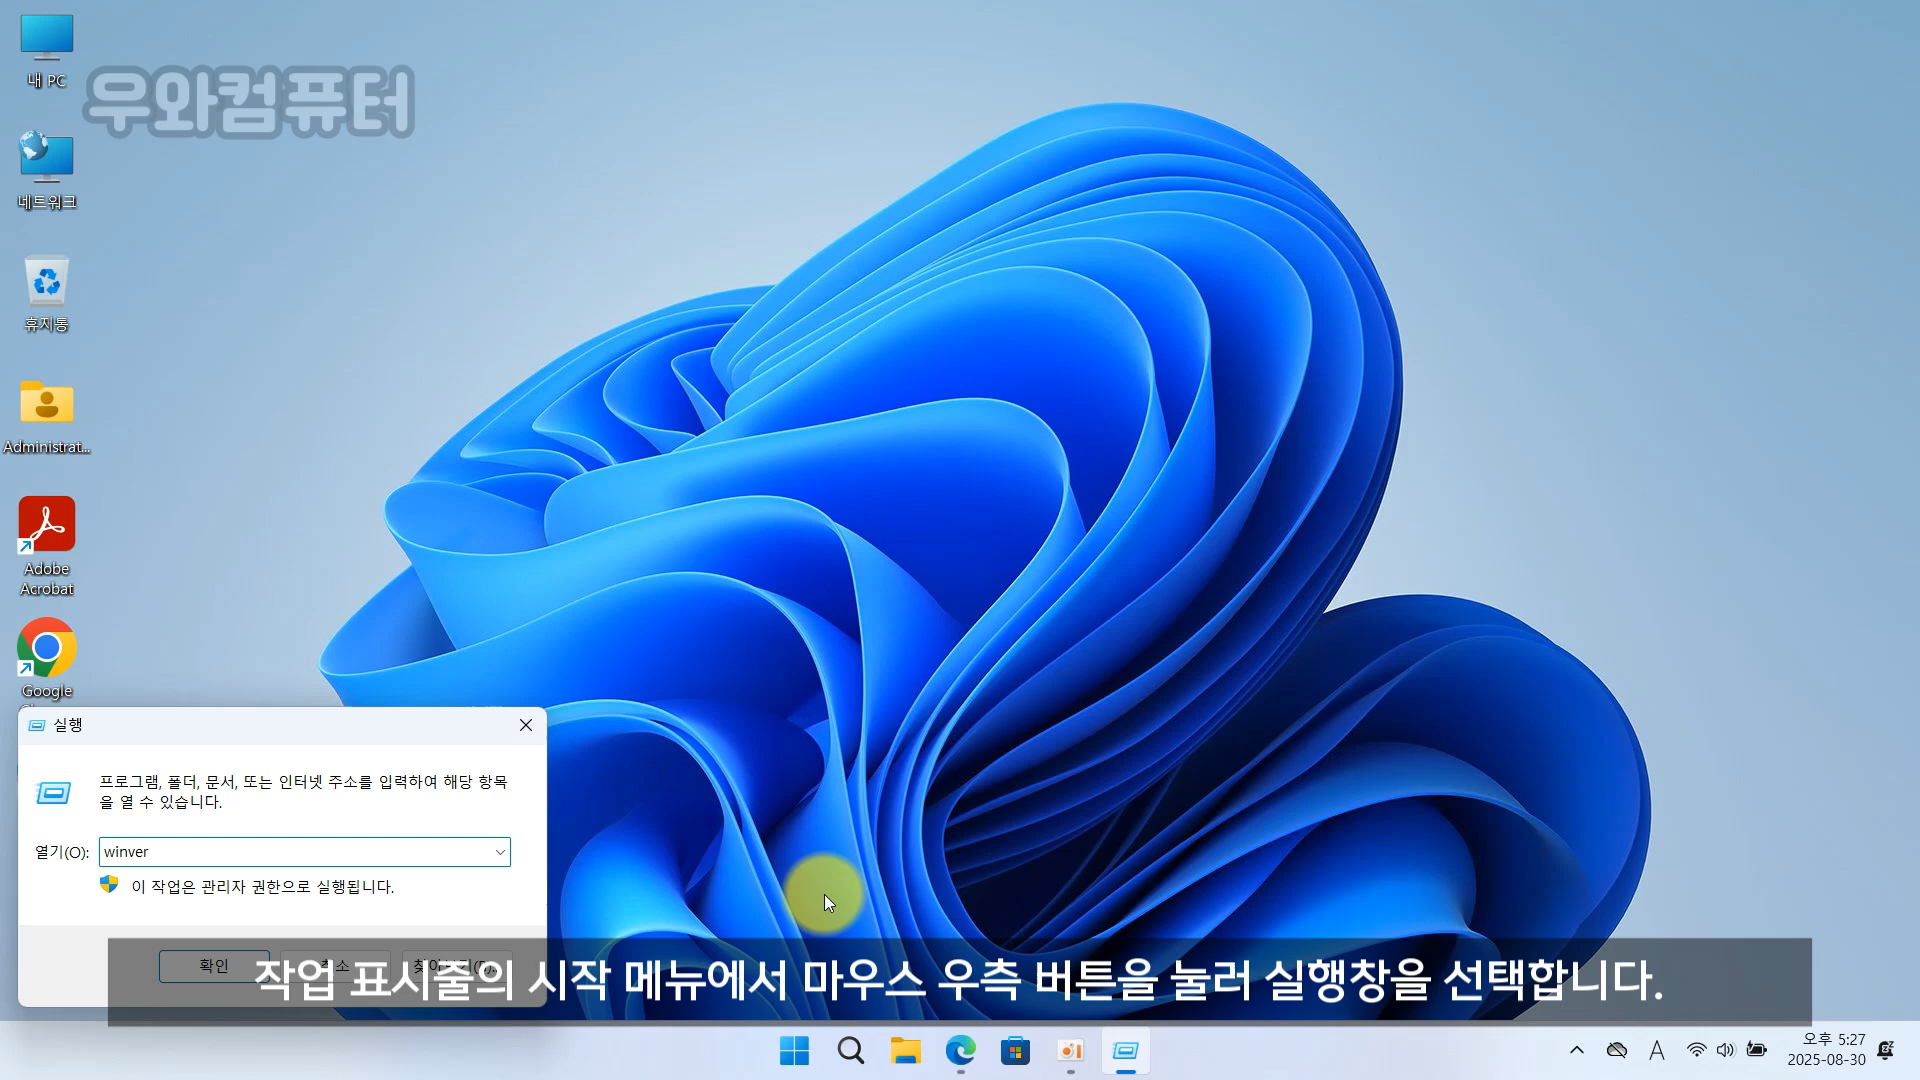 내 PC
우와컴퓨터
네트워크
휴지통
Administrat...
Adobe
Acrobat
Google
실행
프로그램, 폴더, 문서, 또는 인터넷 주소를 입력하여 해당 항목
을 열 수 있습니다.
열기(O):
winver
이 작업은 관리자 권한으로 실행됩니다.
확인
취소
작업 표시줄의 시작 메뉴에서 마우스 우측 버튼을 눌러 실행창을 선택합니다.
A
오후 5:27
2025-08-30